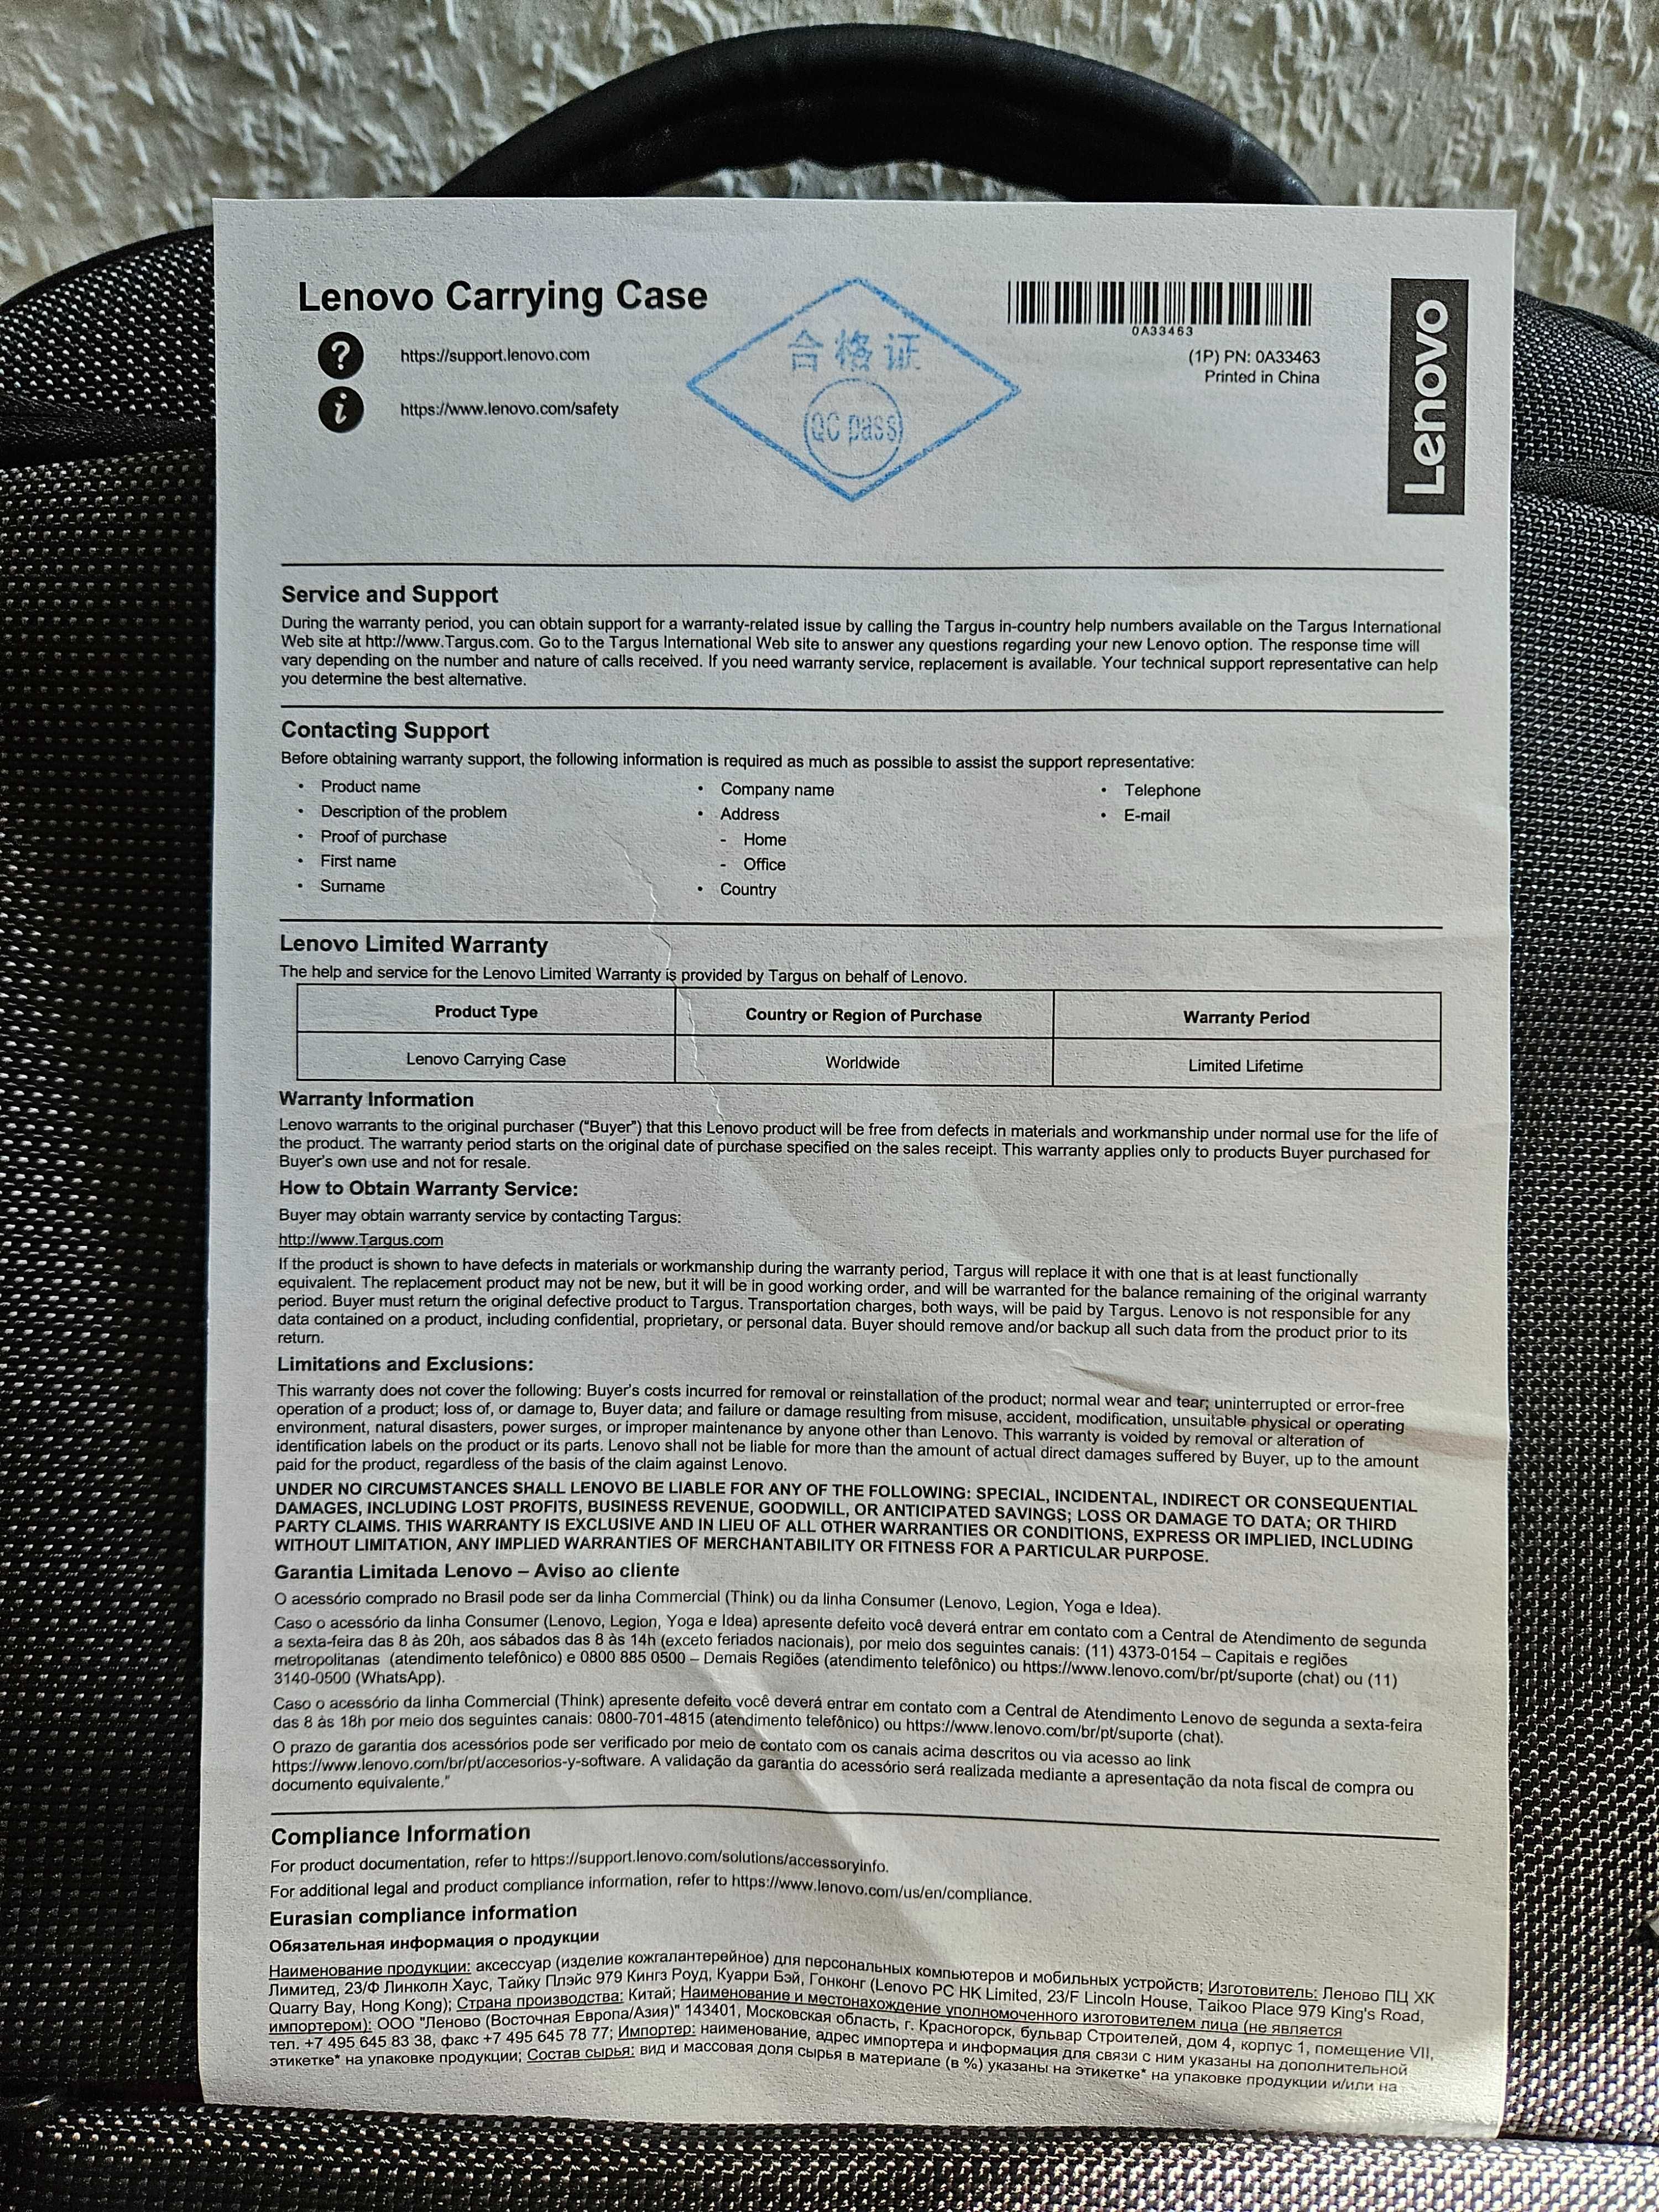 Lenovo Carrying Case
https://support.lenovo.com
https://www.lenovo.com/safety
合格证
QC pass
0A33463
(1P) PN: 0A33463
Printed in China
Lenovo
Service and Support
During the warranty period, you can obtain support for a warranty-related issue by calling the Targus in-country help numbers available on the Targus International
Web site at http://www.Targus.com. Go to the Targus International Web site to answer any questions regarding your new Lenovo option. The response time will
vary depending on the number and nature of calls received. If you need warranty service, replacement is available. Your technical support representative can help
you determine the best alternative.
Contacting Support
Before obtaining warranty support, the following information is required as much as possible to assist the support representative:
• Product name
• Description of the problem
• Proof of purchase
• First name
• Surname
• Company name
• Address
- Home
- Office
• Country
• Telephone
• E-mail
Lenovo Limited Warranty
The help and service for the Lenovo Limited Warranty is provided by Targus on behalf of Lenovo.
Product Type Country or Region of Purchase Warranty Period
Lenovo Carrying Case Worldwide Limited Lifetime
Warranty Information
Lenovo warrants to the original purchaser ("Buyer") that this Lenovo product will be free from defects in materials and workmanship under normal use for the life of
the product. The warranty period starts on the original date of purchase specified on the sales receipt. This warranty applies only to products Buyer purchased for
Buyer's own use and not for resale.
How to Obtain Warranty Service:
Buyer may obtain warranty service by contacting Targus:
http://www.Targus.com
If the product is shown to have defects in materials or workmanship during the warranty period, Targus will replace it with one that is at least functionally
equivalent. The replacement product may not be new, but it will be in good working order, and will be warranted for the balance remaining of the original warranty
period. Buyer must return the original defective product to Targus. Transportation charges, both ways, will be paid by Targus. Lenovo is not responsible for any
data contained on a product, including confidential, proprietary, or personal data. Buyer should remove and/or backup all such data from the product prior to its
return.
Limitations and Exclusions:
This warranty does not cover the following: Buyer's costs incurred for removal or reinstallation of the product; normal wear and tear; uninterrupted or error-free
operation of a product; loss of, or damage to, Buyer data; and failure or damage resulting from misuse, accident, modification, unsuitable physical or operating
environment, natural disasters, power surges, or improper maintenance by anyone other than Lenovo. This warranty is voided by removal or alteration of
identification labels on the product or its parts. Lenovo shall not be liable for more than the amount of actual direct damages suffered by Buyer, up to the amount
paid for the product, regardless of the basis of the claim against Lenovo.
UNDER NO CIRCUMSTANCES SHALL LENOVO BE LIABLE FOR ANY OF THE FOLLOWING: SPECIAL, INCIDENTAL, INDIRECT OR CONSEQUENTIAL
DAMAGES, INCLUDING LOST PROFITS, BUSINESS REVENUE, GOODWILL, OR ANTICIPATED SAVINGS; LOSS OR DAMAGE TO DATA; OR THIRD
PARTY CLAIMS. THIS WARRANTY IS EXCLUSIVE AND IN LIEU OF ALL OTHER WARRANTIES OR CONDITIONS, EXPRESS OR IMPLIED, INCLUDING
WITHOUT LIMITATION, ANY IMPLIED WARRANTIES OF MERCHANTABILITY OR FITNESS FOR A PARTICULAR PURPOSE.
Garantia Limitada Lenovo – Aviso ao cliente
O acessório comprado no Brasil pode ser da linha Commercial (Think) ou da linha Consumer (Lenovo, Legion, Yoga e Idea).
Caso o acessório da linha Consumer (Lenovo, Legion, Yoga e Idea) apresente defeito você deverá entrar em contato com a Central de Atendimento de segunda
a sexta-feira das 8 às 20h, aos sábados das 8 às 14h (exceto feriados nacionais), por meio dos seguintes canais: (11) 4373-0154 – Capitais e regiões
metropolitanas (atendimento telefônico) e 0800 885 0500 – Demais Regiões (atendimento telefônico) ou https://www.lenovo.com/br/pt/suporte (chat) ou (11)
3140-0500 (WhatsApp).
Caso o acessório da linha Commercial (Think) apresente defeito você deverá entrar em contato com a Central de Atendimento Lenovo de segunda a sexta-feira
das 8 às 18h por meio dos seguintes canais: 0800-701-4815 (atendimento telefônico) ou https://www.lenovo.com/br/pt/suporte (chat).
O prazo de garantia dos acessórios pode ser verificado por meio de contato com os canais acima descritos ou via acesso ao link
https://www.lenovo.com/br/pt/accesorios-y-software. A validação da garantia do acessório será realizada mediante a apresentação da nota fiscal de compra ou
documento equivalente."
Compliance Information
For product documentation, refer to https://support.lenovo.com/solutions/accessoryinfo.
For additional legal and product compliance information, refer to https://www.lenovo.com/us/en/compliance.
Eurasian compliance information
Обязательная информация о продукции
Наименование продукции: аксессуар (изделие кожгалантерейное) для персональных компьютеров и мобильных устройств; Изготовитель: Леново ПЦ ХК
Лимитед, 23/Ф Линколн Хаус, Тайку Плэйс 979 Кингз Роуд, Куарри Бэй, Гонконг (Lenovo PC HK Limited, 23/F Lincoln House, Taikoo Place 979 King's Road,
Quarry Bay, Hong Kong); Страна производства: Китай; Наименование и местонахождение уполномоченного изготовителем лица (не является
импортером): ООО "Леново (Восточная Европа/Азия)" 143401, Московская область, г. Красногорск, бульвар Строителей, дом 4, корпус 1, помещение VII,
тел. +7 495 645 83 38, факс +7 495 645 78 77; Импортер: наименование, адрес импортера и информация для связи с ним указаны на дополнительной
этикетке* на упаковке продукции; Состав сырья: вид и массовая доля сырья в материале (в %) указаны на этикетке* на упаковке продукции и/или на